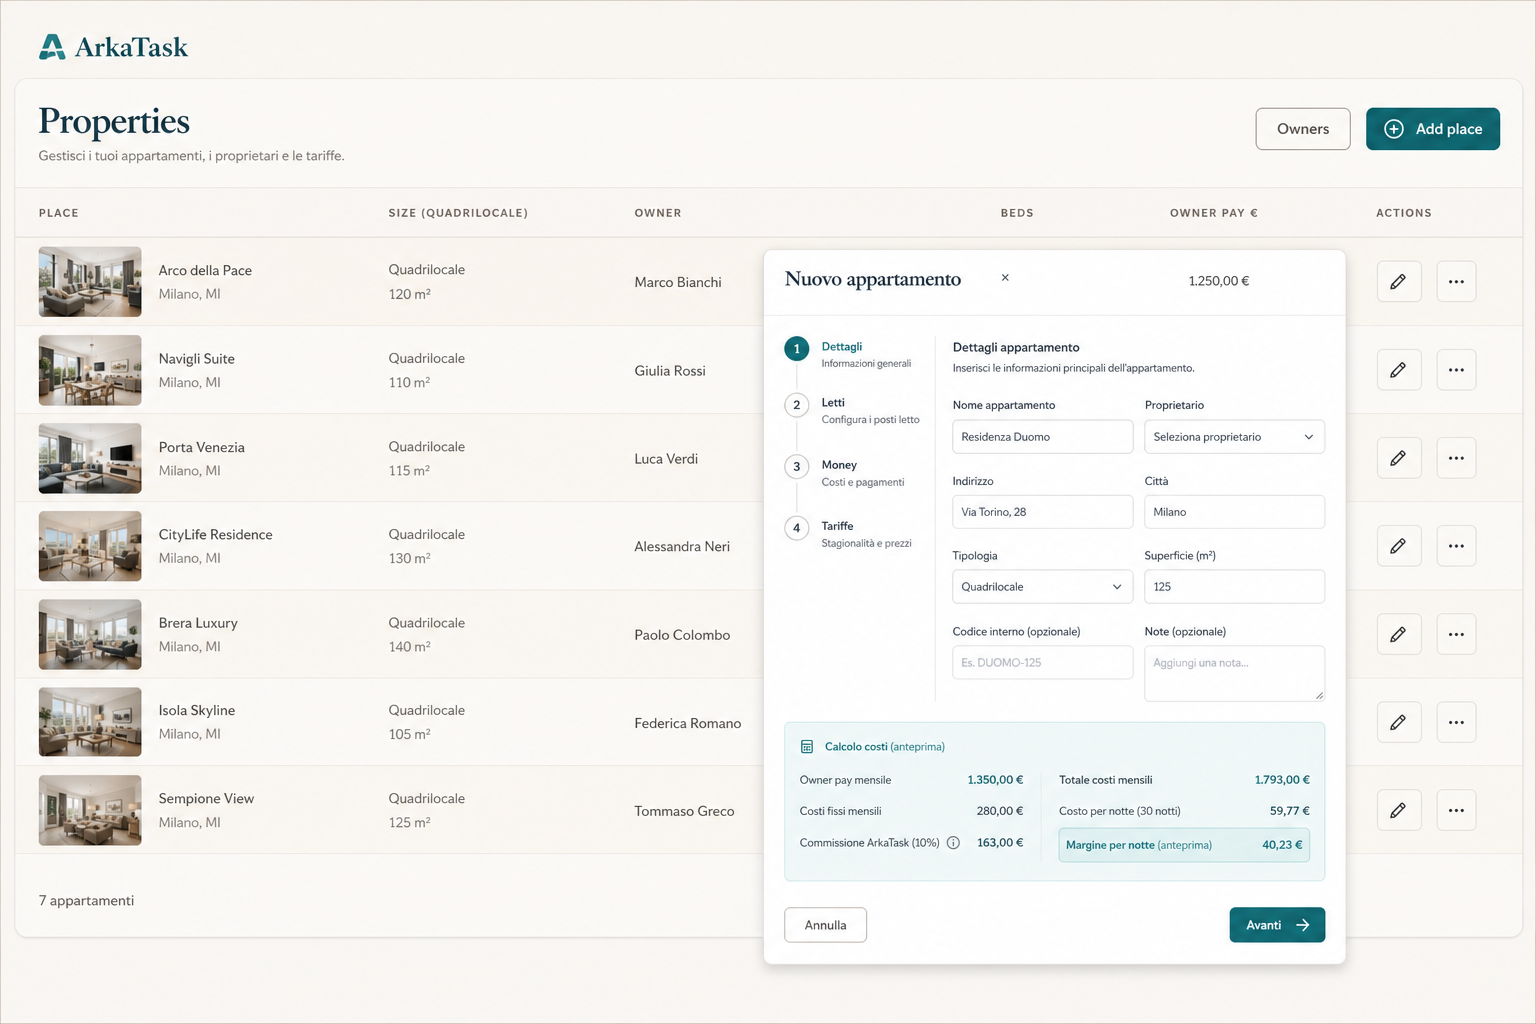 ArkaTask
Properties
Gestisci i tuoi appartamenti, i proprietari e le tariffe.
Owners
Add place
PLACE
SIZE (QUADRILOCALE)
OWNER
BEDS
OWNER PAY €
ACTIONS
Arco della Pace
Milano, MI
Quadrilocale
120 m²
Marco Bianchi
Navigli Suite
Milano, MI
Quadrilocale
110 m²
Giulia Rossi
Porta Venezia
Milano, MI
Quadrilocale
115 m²
Luca Verdi
CityLife Residence
Milano, MI
Quadrilocale
130 m²
Alessandra Neri
Brera Luxury
Milano, MI
Quadrilocale
140 m²
Paolo Colombo
Isola Skyline
Milano, MI
Quadrilocale
105 m²
Federica Romano
Sempione View
Milano, MI
Quadrilocale
125 m²
Tommaso Greco
7 appartamenti
Nuovo appartamento
×
1.250,00 €
1
Dettagli
Informazioni generali
2
Letti
Configura i posti letto
3
Money
Costi e pagamenti
4
Tariffe
Stagionalità e prezzi
Dettagli appartamento
Inserisci le informazioni principali dell'appartamento.
Nome appartamento
Residenza Duomo
Proprietario
Seleziona proprietario
Indirizzo
Via Torino, 28
Città
Milano
Tipologia
Quadrilocale
Superficie (m²)
125
Codice interno (opzionale)
Es. DUOMO-125
Note (opzionale)
Aggiungi una nota...
Calcolo costi (anteprima)
Owner pay mensile 1.350,00 €
Costi fissi mensili 280,00 €
Commissione ArkaTask (10%) 163,00 €
Totale costi mensili 1.793,00 €
Costo per notte (30 notti) 59,77 €
Margine per notte (anteprima) 40,23 €
Annulla
Avanti